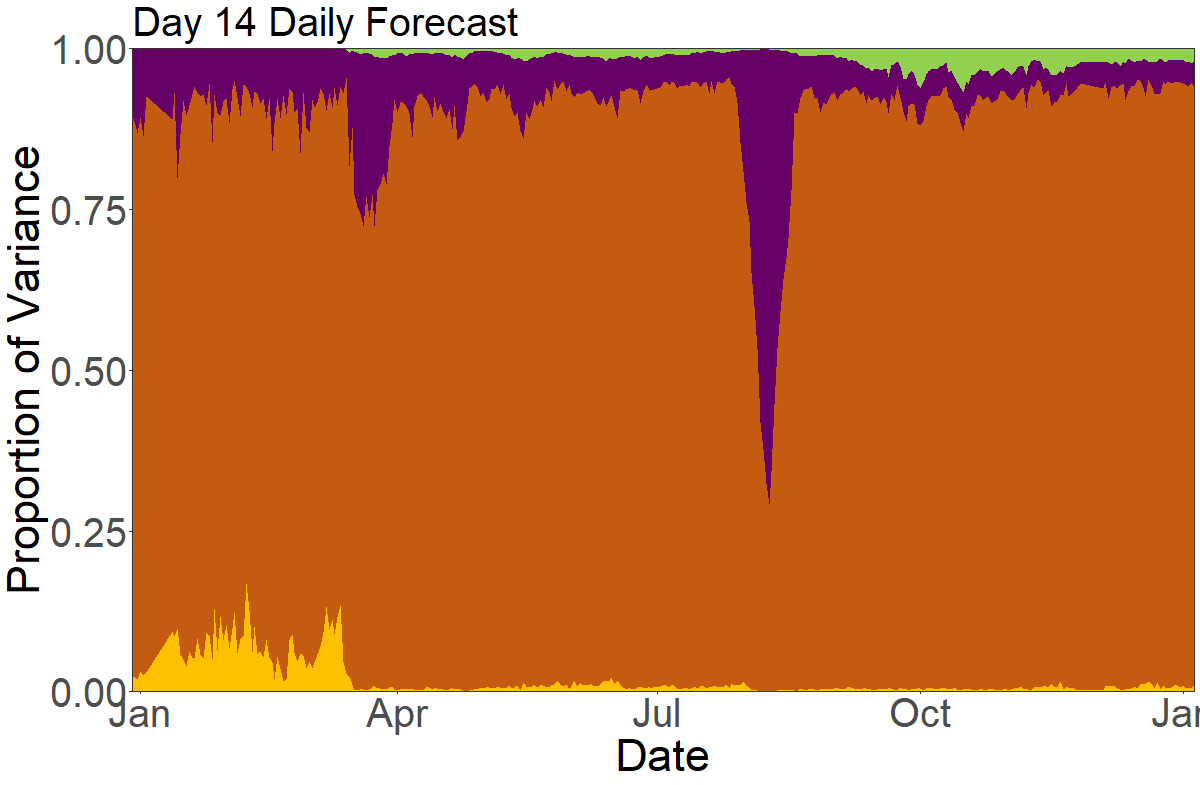 Day 14 Daily Forecast
Proportion of Variance
1.00
0.75
0.50
0.25
0.00
Jan
Apr
Jul
Oct
Jan
Date